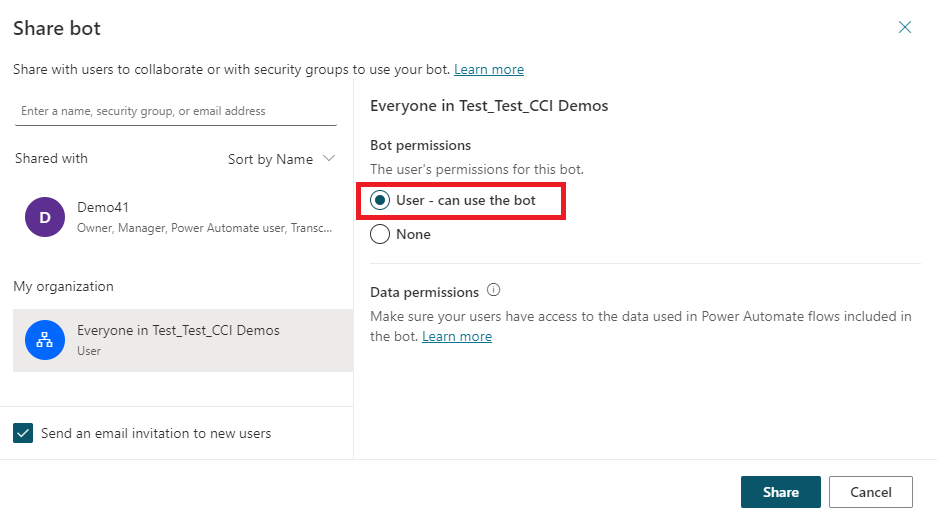 Share bot
Share with users to collaborate or with security groups to use your bot. Learn more
Enter a name, security group, or email address
Shared with
Sort by Name
D
Demo41
Owner, Manager, Power Automate user, Transc...
My organization
Everyone in Test_Test_CCI Demos
User
Send an email invitation to new users
Everyone in Test_Test_CCI Demos
Bot permissions
The user's permissions for this bot.
User - can use the bot
None
Data permissions
Make sure your users have access to the data used in Power Automate flows included in
the bot. Learn more
Share
Cancel